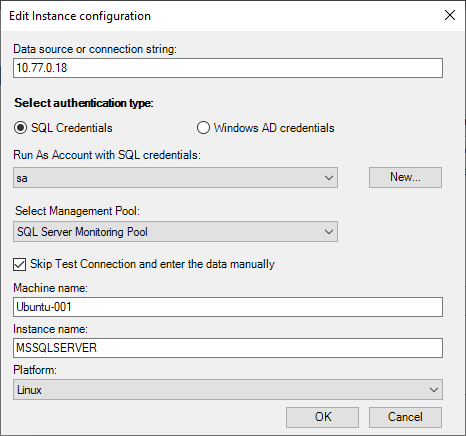 Edit Instance configuration
Data source or connection string:
10.77.0.18
Select authentication type:
SQL Credentials
Windows AD credentials
Run As Account with SQL credentials:
sa
New...
Select Management Pool:
SQL Server Monitoring Pool
Skip Test Connection and enter the data manually
Machine name:
Ubuntu-001
Instance name:
MSSQLSERVER
Platform:
Linux
OK
Cancel